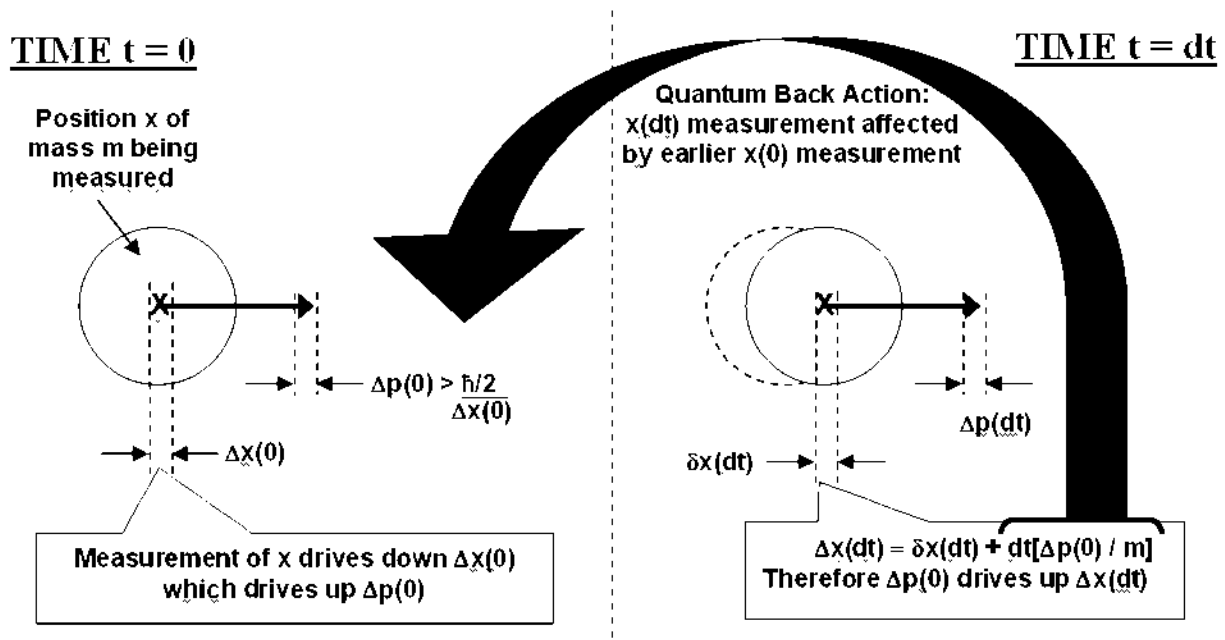 TIME t = 0
Position x of
mass m being
measured
x
Δp(0) > ħ/2
Δx(0)
Δx(0)
Measurement of x drives down Δx(0)
which drives up Δp(0)
TIME t = dt
Quantum Back Action:
x(dt) measurement affected
by earlier x(0) measurement
x
Δp(dt)
δx(dt)
Δx(dt) = δx(dt) + dt[Δp(0) / m]
Therefore Δp(0) drives up Δx(dt)